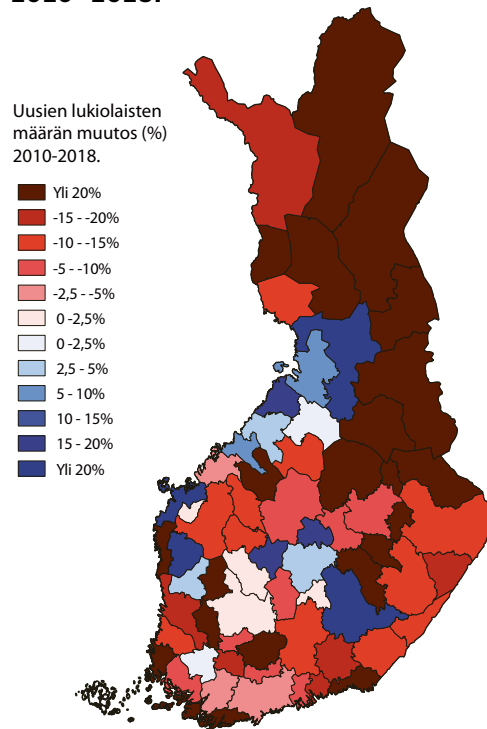 Uusien lukiolaisten
määrän muutos (%)
2010-2018.
Yli 20%
-15 - -20%
-10 - -15%
-5 - -10%
-2,5 - -5%
0 -2,5%
0 -2,5%
2,5 - 5%
5 - 10%
10 - 15%
15 - 20%
Yli 20%